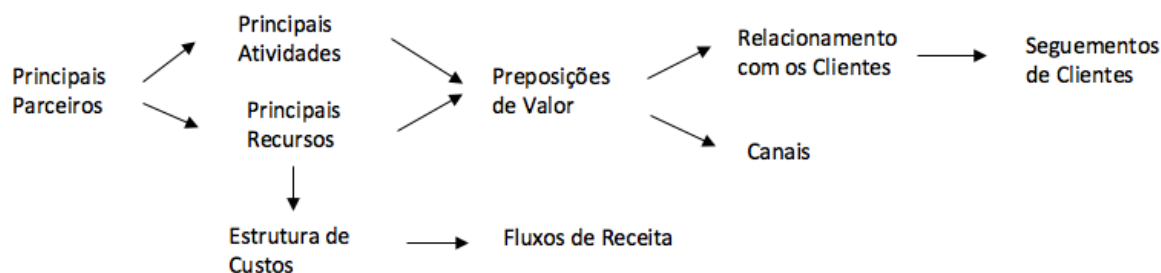 Principais
Parceiros
Principais
Atividades
Principais
Recursos
Preposições
de Valor
Relacionamento
com os Clientes
Seguementos
de Clientes
Canais
Estrutura de
Custos
Fluxos de Receita